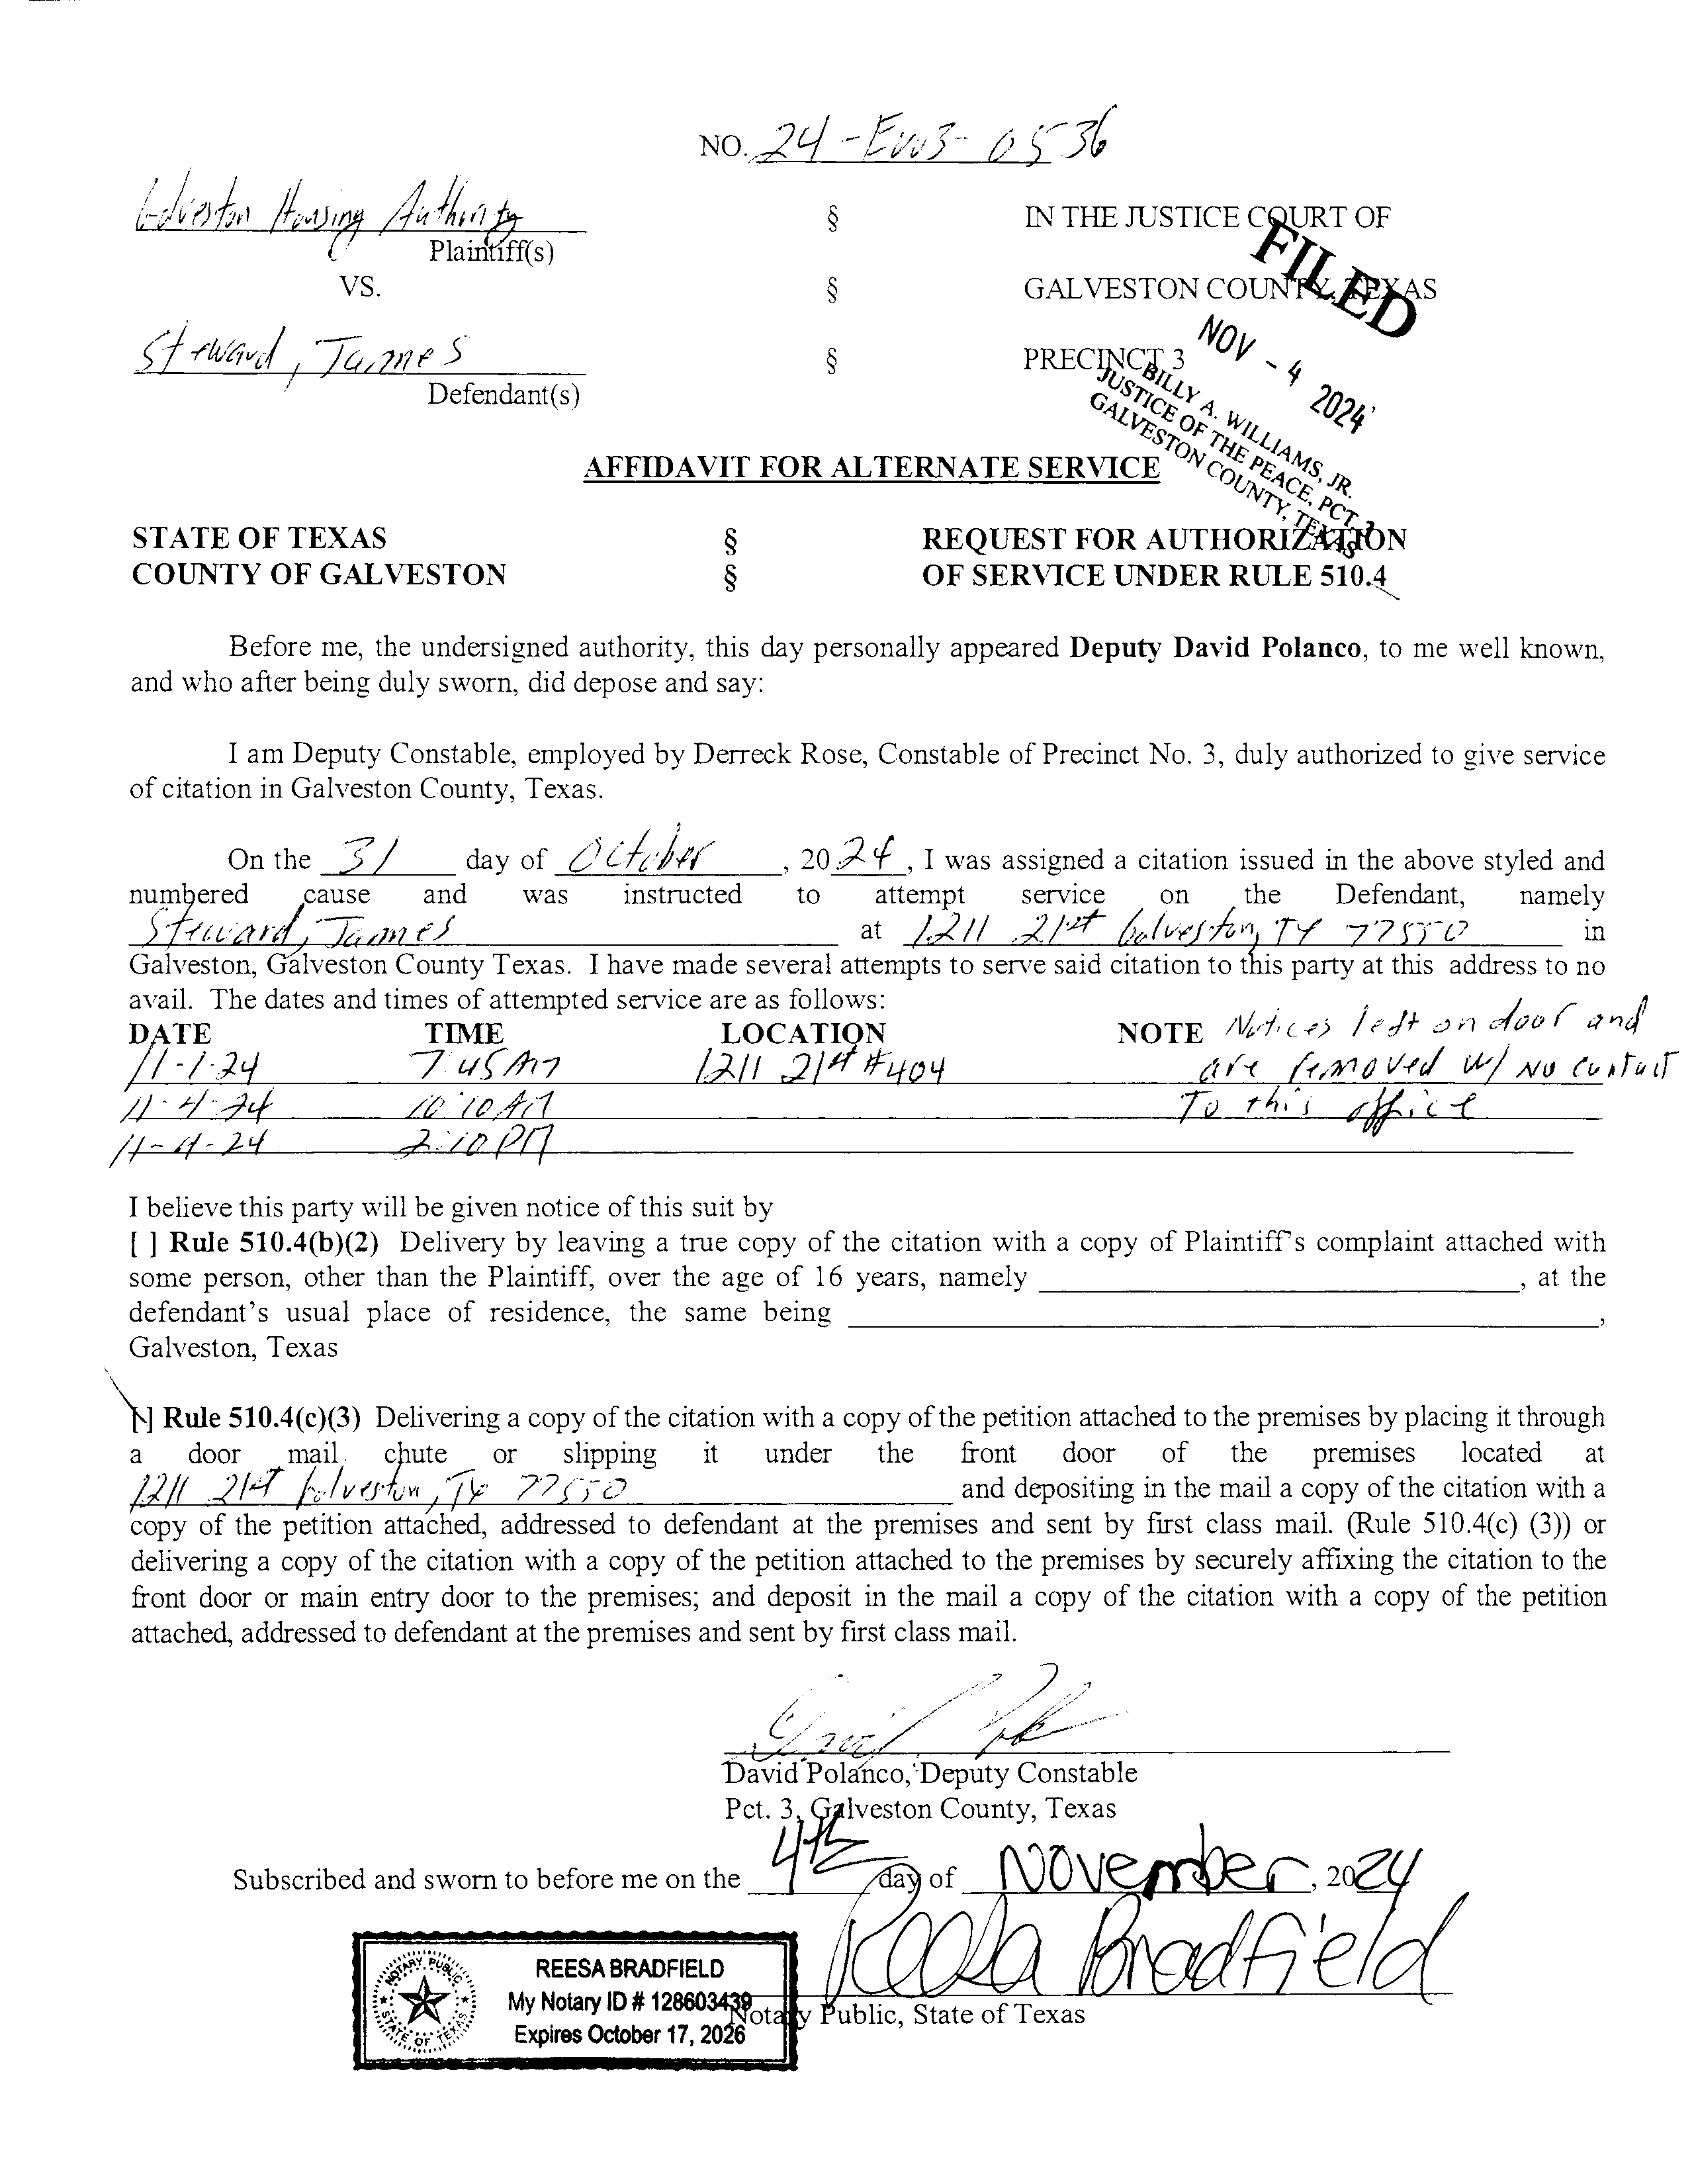 NO. 24-EV03-0536
Galveston Housing Authority § IN THE JUSTICE COURT OF
Plaintiff(s)
VS. § GALVESTON COUNTY, TEXAS
Steward, James § PRECINCT 3
Defendant(s)
FILED
NOV - 4 2024
BILLY A. WILLIAMS, JR.
JUSTICE OF THE PEACE, PCT. 3
GALVESTON COUNTY, TEXAS
AFFIDAVIT FOR ALTERNATE SERVICE
STATE OF TEXAS § REQUEST FOR AUTHORIZATION
COUNTY OF GALVESTON § OF SERVICE UNDER RULE 510.4
Before me, the undersigned authority, this day personally appeared Deputy David Polanco, to me well known,
and who after being duly sworn, did depose and say:
I am Deputy Constable, employed by Derreck Rose, Constable of Precinct No. 3, duly authorized to give service
of citation in Galveston County, Texas.
On the 31 day of October, 2024, I was assigned a citation issued in the above styled and
numbered cause and was instructed to attempt service on the Defendant, namely
Steward, James at 1211 21st Galveston, TX 77550 in
Galveston, Galveston County Texas. I have made several attempts to serve said citation to this party at this address to no
avail. The dates and times of attempted service are as follows:
DATE TIME LOCATION NOTE Notices left on door and
11-1-24 7:45 AM 1211 21st #404 are removed w/ No contact
11-4-24 10:10 AM To this office
11-4-24 2:10 PM
I believe this party will be given notice of this suit by
[ ] Rule 510.4(b)(2) Delivery by leaving a true copy of the citation with a copy of Plaintiff's complaint attached with
some person, other than the Plaintiff, over the age of 16 years, namely ____, at the
defendant's usual place of residence, the same being ____,
Galveston, Texas
[\] Rule 510.4(c)(3) Delivering a copy of the citation with a copy of the petition attached to the premises by placing it through
a door mail chute or slipping it under the front door of the premises located at
1211 21st Galveston, TX 77550 and depositing in the mail a copy of the citation with a
copy of the petition attached, addressed to defendant at the premises and sent by first class mail. (Rule 510.4(c) (3)) or
delivering a copy of the citation with a copy of the petition attached to the premises by securely affixing the citation to the
front door or main entry door to the premises; and deposit in the mail a copy of the citation with a copy of the petition
attached, addressed to defendant at the premises and sent by first class mail.
David Polanco, Deputy Constable
Pct. 3, Galveston County, Texas
Subscribed and sworn to before me on the 4th day of November, 2024
Reesa Bradfield
Notary Public, State of Texas
NOTARY PUBLIC
STATE OF TEXAS
REESA BRADFIELD
My Notary ID # 128603439
Expires October 17, 2026